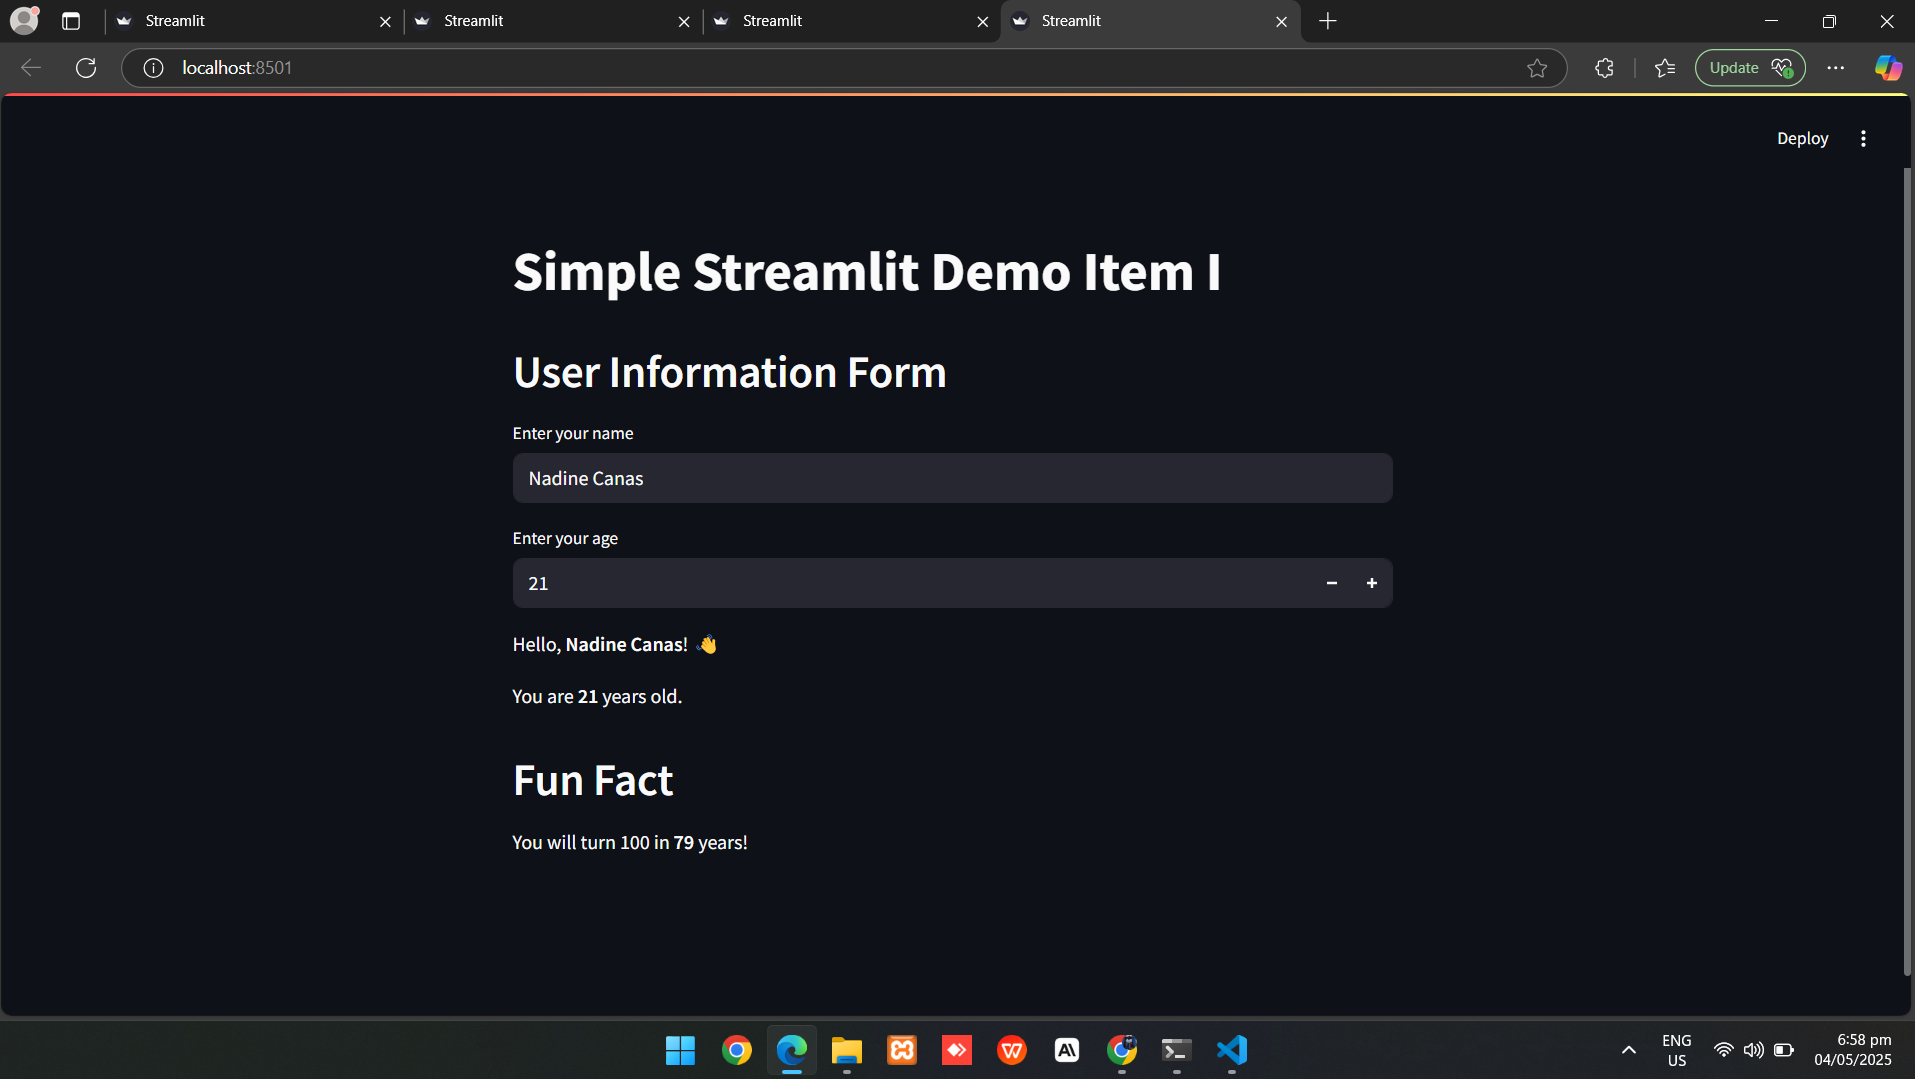 Streamlit
Streamlit
Streamlit
Streamlit
localhost:8501
Update
Deploy
Simple Streamlit Demo Item I
User Information Form
Enter your name
Nadine Canas
Enter your age
21
Hello, Nadine Canas! 👋
You are 21 years old.
Fun Fact
You will turn 100 in 79 years!
ENG
US
6:58 pm
04/05/2025